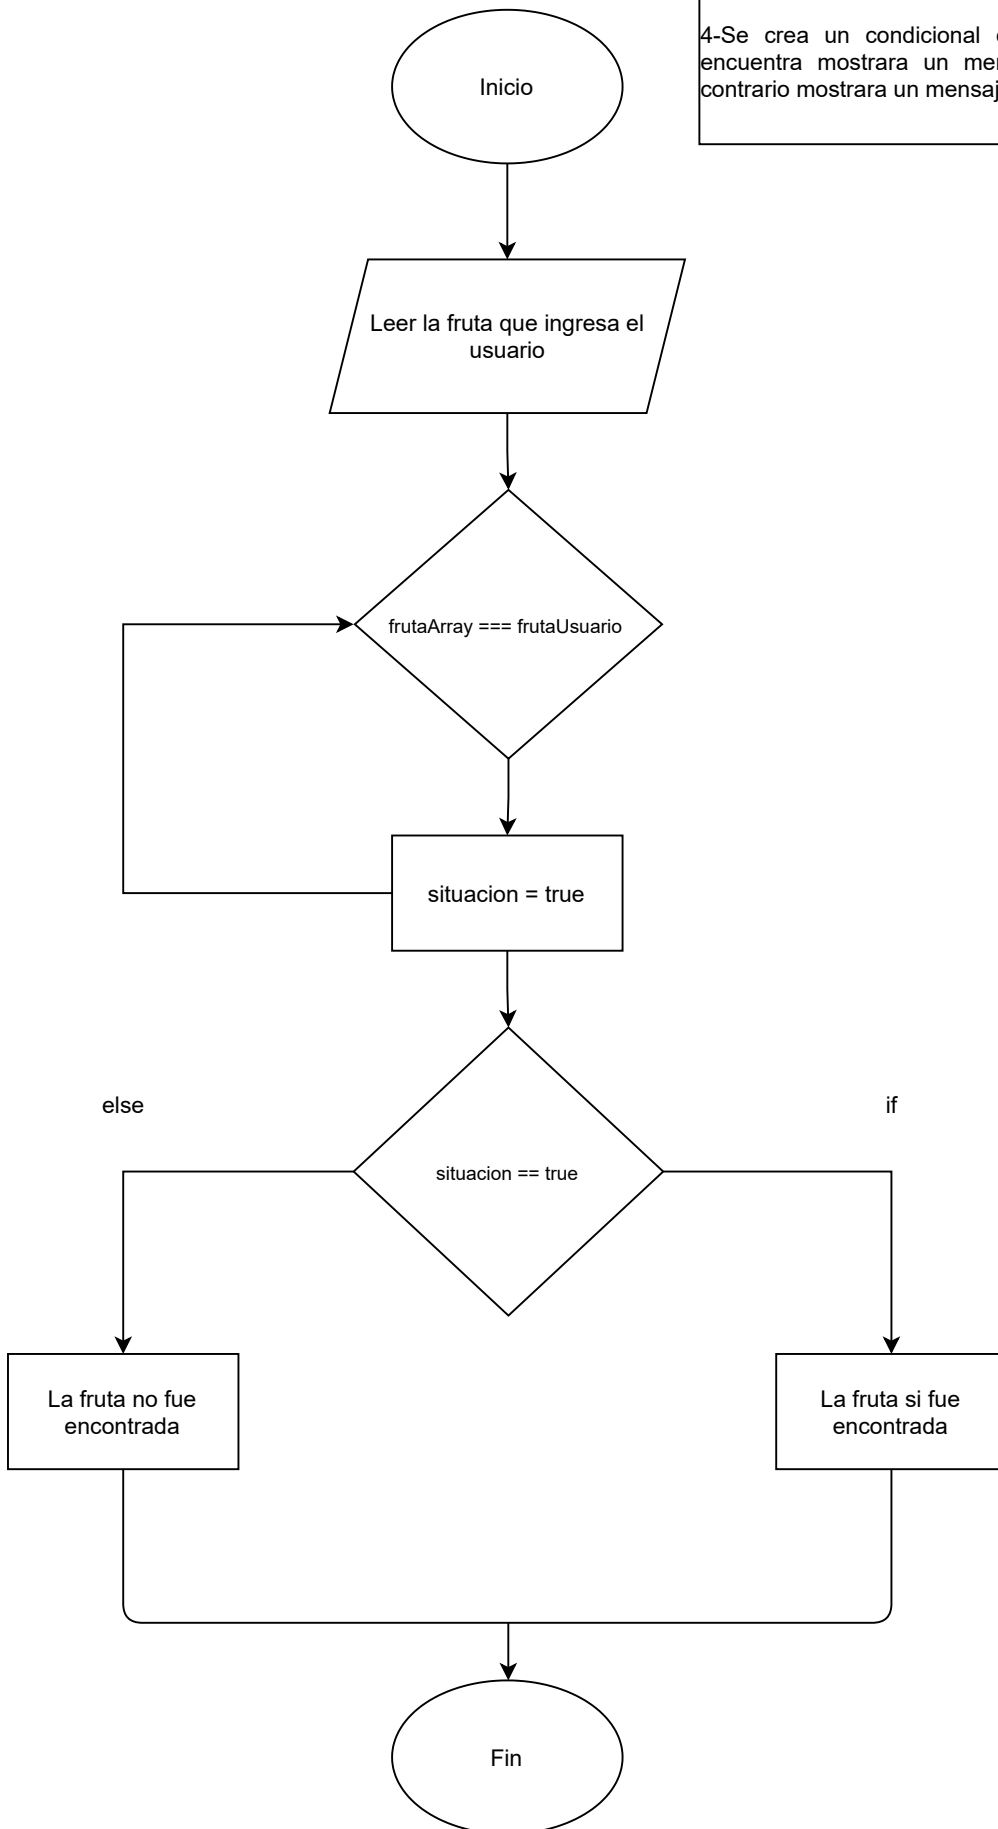 4-Se crea un condicional
encuentra mostrara un
contrario mostrara un
Inicio
Leer la fruta que ingresa el
usuario
frutaArray === frutaUsuario
situacion = true
else
if
situacion == true
La fruta no fue
encontrada
La fruta si fue
encontrada
Fin